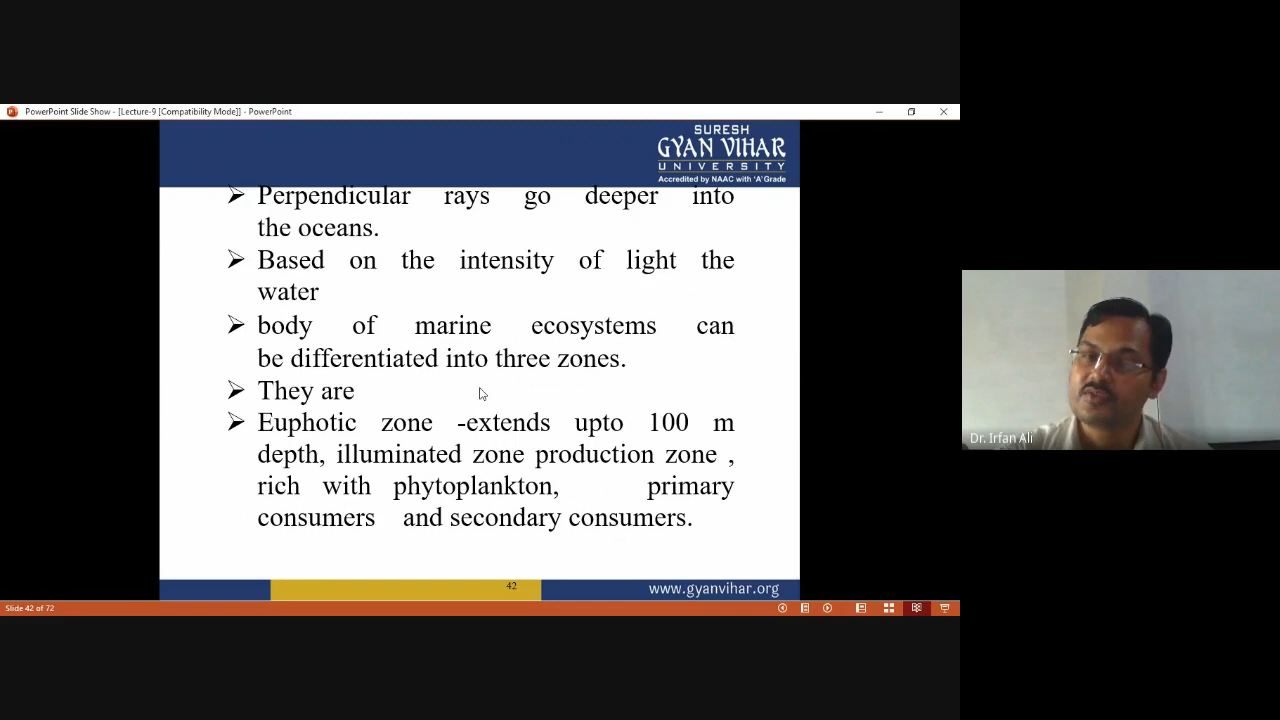 PowerPoint Slide Show - [Lecture-9 [Compatibility Mode]] - PowerPoint
SURESH
GYAN VIHAR
UNIVERSITY
Accredited by NAAC with 'A' Grade
Perpendicular rays go deeper into
the oceans.
Based on the intensity of light the
water
body of marine ecosystems can
be differentiated into three zones.
They are
Euphotic zone -extends upto 100 m
depth, illuminated zone production zone ,
rich with phytoplankton, primary
consumers and secondary consumers.
42
www.gyanvihar.org
Slide 42 of 72
Dr. Irfan Ali